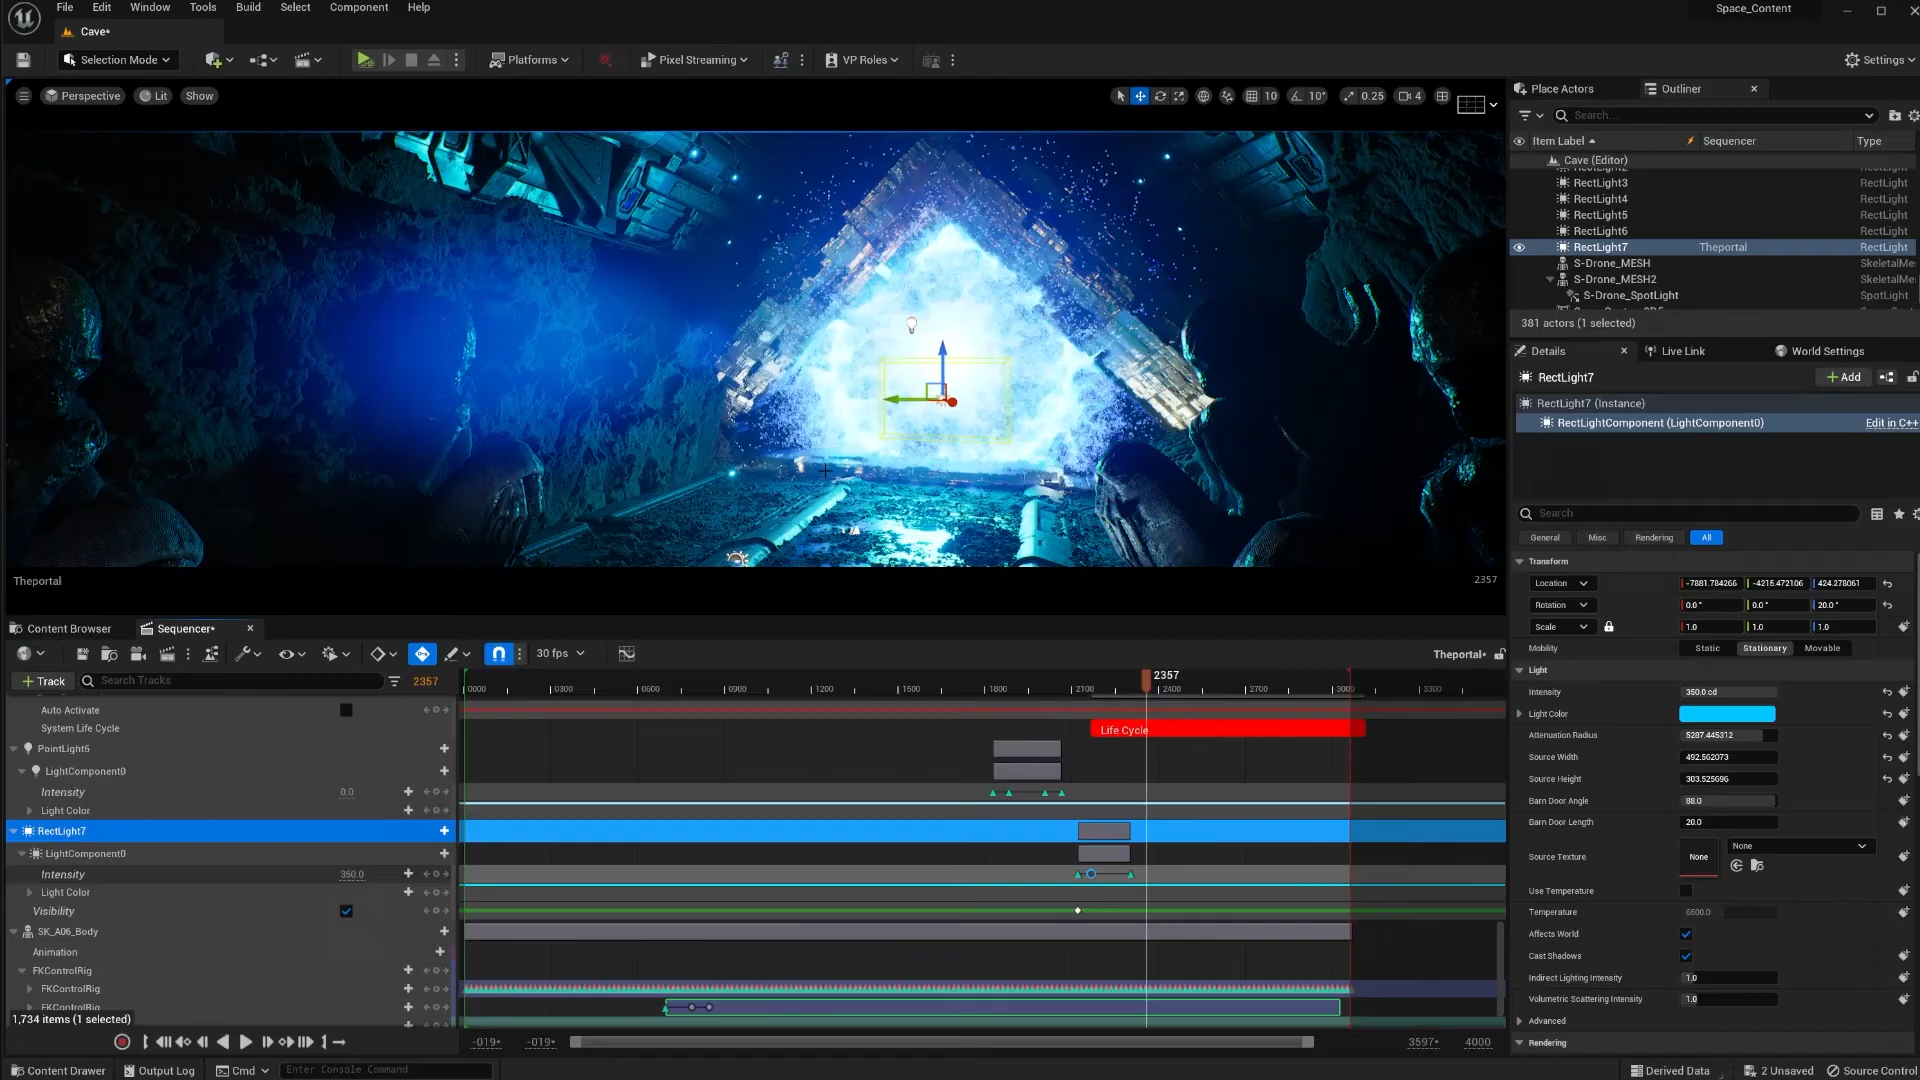 File Edit Window Tools Build Select Component Help
Space_Content
Cave*
Selection Mode
Platforms
Pixel Streaming
VP Roles
Settings
Perspective
Lit
Show
10
10°
0.25
4
Theportal
2357
Place Actors
Outliner
Search...
Item Label
Sequencer
Type
Cave (Editor)
RectLight3 RectLight
RectLight4 RectLight
RectLight5 RectLight
RectLight6 RectLight
RectLight7 Theportal RectLight
S-Drone_MESH SkeletalMe
S-Drone_MESH2 SkeletalMe
S-Drone_SpotLight SpotLight
381 actors (1 selected)
Details
Live Link
World Settings
RectLight7
Add
RectLight7 (Instance)
RectLightComponent (LightComponent0)
Edit in C++
Search
General Misc Rendering All
Transform
Location -7881.784266 -4215.472106 424.278061
Rotation 0.0° 0.0° 20.0°
Scale 1.0 1.0 1.0
Mobility Static Stationary Movable
Light
Intensity 350.0 cd
Light Color
Attenuation Radius 5287.445312
Source Width 492.562073
Source Height 303.525696
Barn Door Angle 88.0
Barn Door Length 20.0
Source Texture None None
Use Temperature
Temperature 6500.0
Affects World
Cast Shadows
Indirect Lighting Intensity 1.0
Volumetric Scattering Intensity 1.0
Advanced
Rendering
Content Browser
Sequencer*
30 fps
Theportal*
Track
Search Tracks
2357
2357
0000 0300 0600 0900 1200 1500 1800 2100 2400 2700 3000 3300
Auto Activate
System Life Cycle
Life Cycle
PointLight6
LightComponent0
Intensity 0.0
Light Color
RectLight7
LightComponent0
Intensity 350.0
Light Color
Visibility
SK_A06_Body
Animation
FKControlRig
FKControlRig
FKControlRig
1,734 items (1 selected)
-019*
-019*
3597*
4000
Content Drawer
Output Log
Cmd
Enter Console Command
Derived Data
2 Unsaved
Source Control